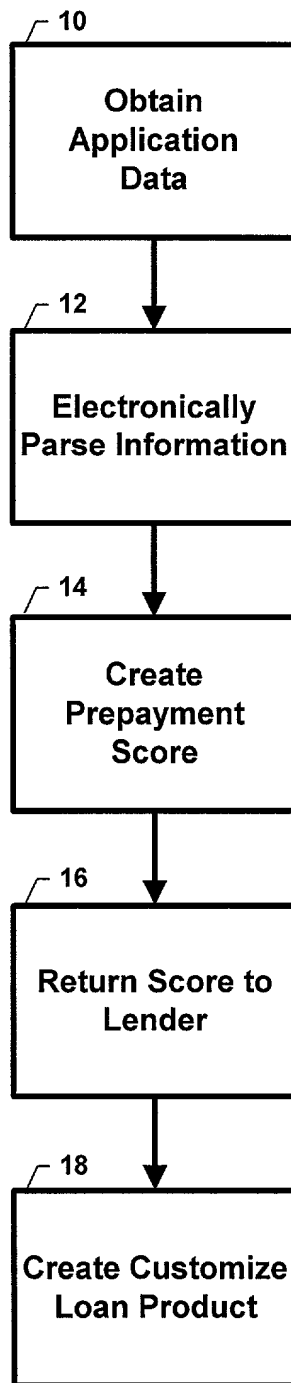 10
Obtain
Application
Data
12
Electronically
Parse Information
14
Create
Prepayment
Score
16
Return Score to
Lender
18
Create Customize
Loan Product